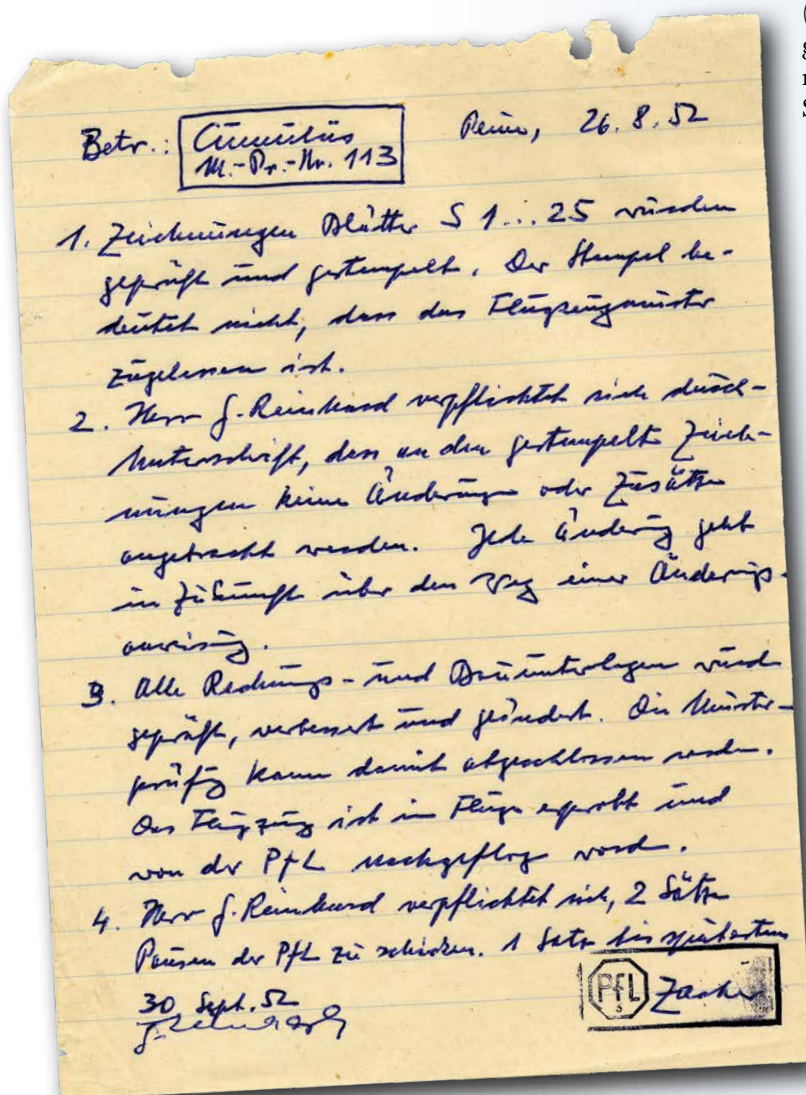 Betr.: Cumulus
M.-Pr.-Nr. 113
Peine, 26. 8. 52
1. Zeichnungen Blätter S 1 ... 25 wurden
geprüft und gestempelt. Der Stempel be-
deutet nicht, dass das Flugzeugmuster
zugelassen ist.
2. Herr G. Reinhard verpflichtet sich durch
Unterschrift, dass an den gestempelten Zeich-
nungen keine Änderungen oder Zusätze
angebracht werden. Jede Änderung geht
in Zukunft über den Weg einer Änderungs-
anweisung.
3. Alle Rechnungs- und Bauunterlagen wurden
geprüft, verbessert und geändert. Die Muster-
prüfung kann damit abgeschlossen werden.
Das Flugzeug ist im Fluge erprobt und
von der PfL nachgeflogen worden.
4. Herr G. Reinhard verpflichtet sich, 2 Sätze
Pausen der PfL zu schicken. 1 Satz bis spätestens
30 Sept. 52
G. Reinhard
PfL
Zacher